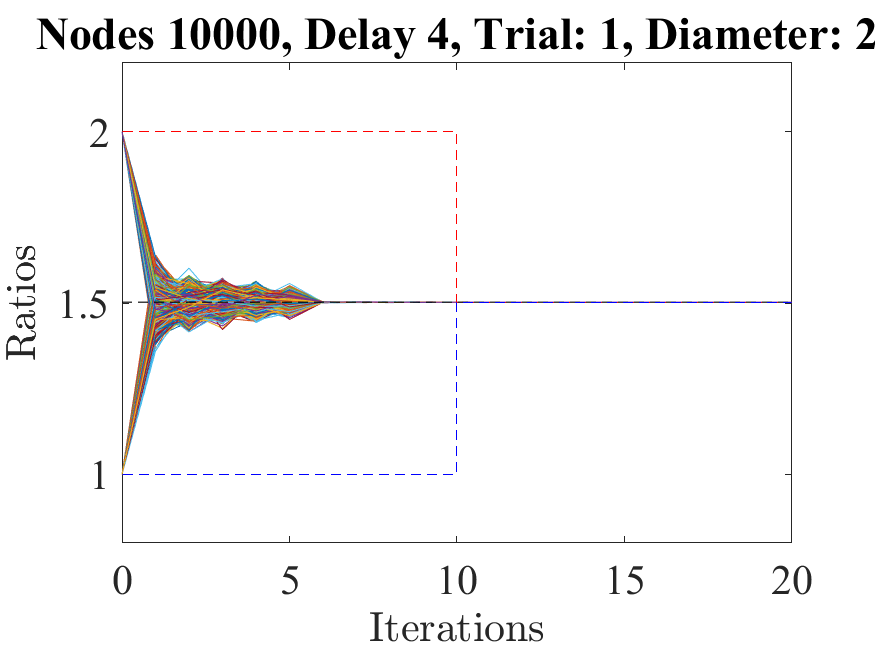 Nodes 10000, Delay 4, Trial: 1, Diameter: 2
2
1.5
1
Ratios
0 5 10 15 20
Iterations